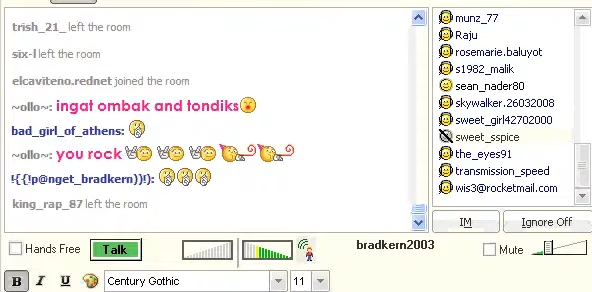 trish_21_ left the room
six-l left the room
elcaviteno.rednet joined the room
~ollo~: ingat ombak and tondiks
bad_girl_of_athens:
~ollo~: you rock
!-{{!p@nget_bradkern)}!):
king_rap_87 left the room
munz_77
Raju
rosemarie.baluyot
s1982_malik
sean_nader80
skywalker.26032008
sweet_girl42702000
sweet_sspice
the_eyes91
transmission_speed
wis3@rocketmail.com
IM
Ignore Off
Hands Free
Talk
bradkern2003
Mute
B
I
U
Century Gothic
11